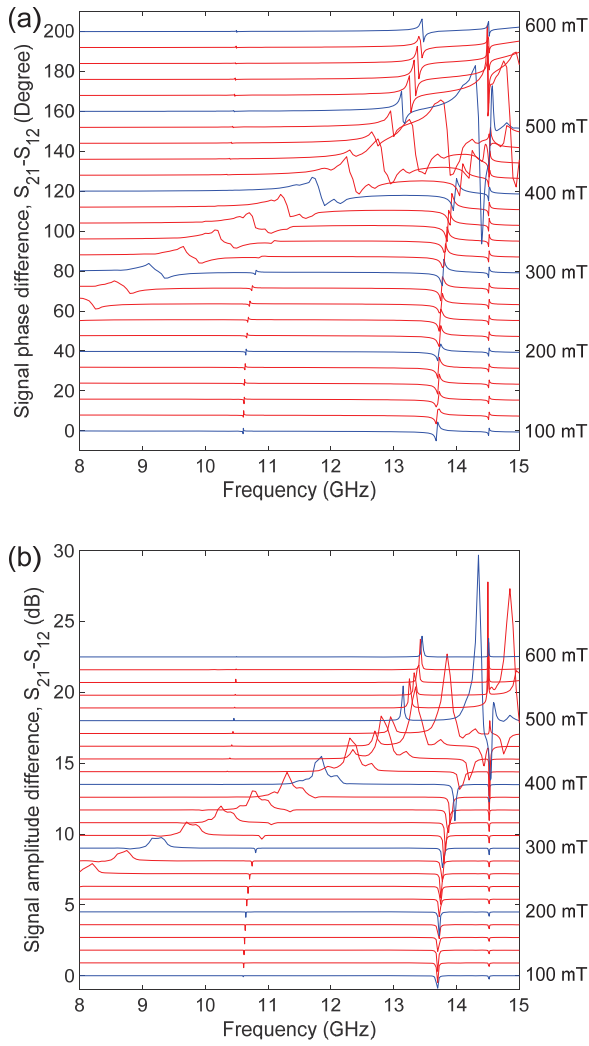 (a)
Signal phase difference, S21-S12 (Degree)
200
180
160
140
120
100
80
60
40
20
0
600 mT
500 mT
400 mT
300 mT
200 mT
100 mT
8 9 10 11 12 13 14 15
Frequency (GHz)
(b)
Signal amplitude difference, S21-S12 (dB)
30
25
20
15
10
5
0
600 mT
500 mT
400 mT
300 mT
200 mT
100 mT
8 9 10 11 12 13 14 15
Frequency (GHz)